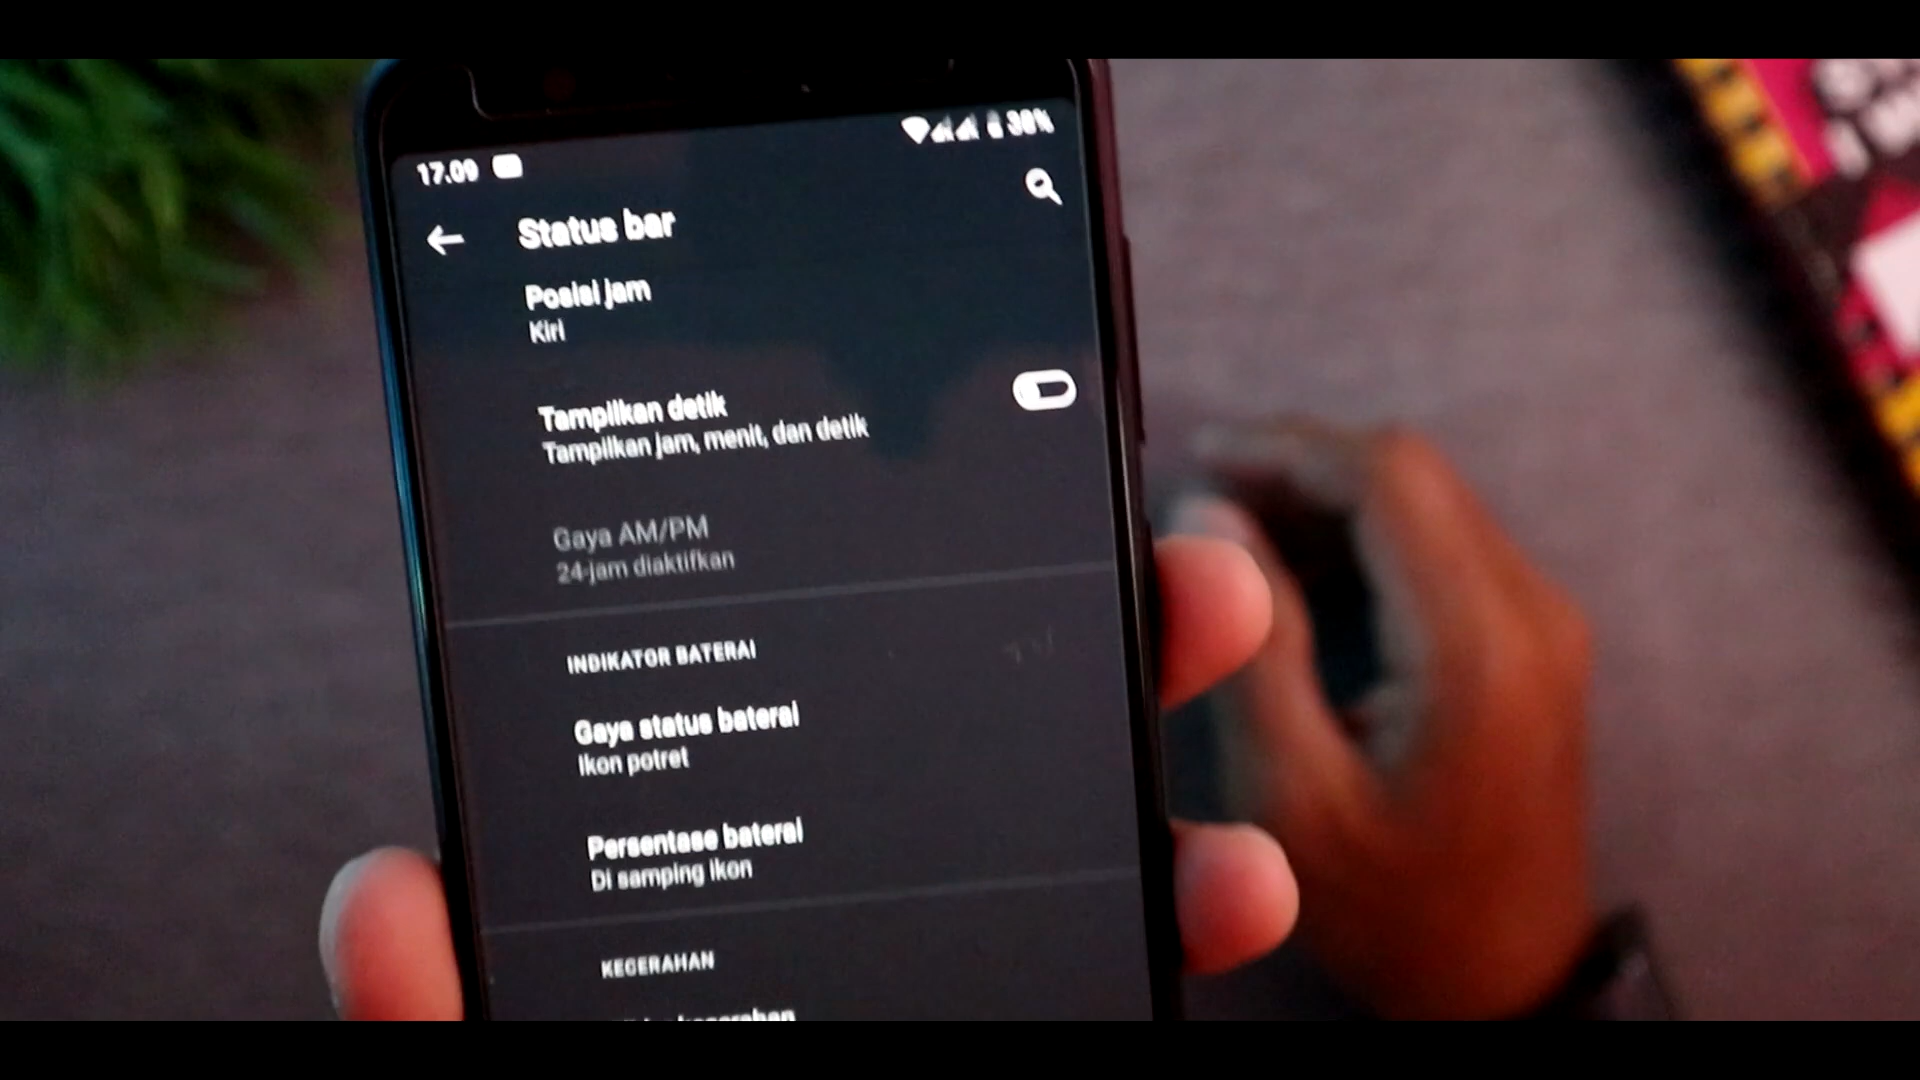 17.09
Status bar
Posisi jam
Kiri
Tampilkan detik
Tampilkan jam, menit, dan detik
Gaya AM/PM
24-jam diaktifkan
INDIKATOR BATERAI
Gaya status baterai
Ikon potret
Persentase baterai
Di samping ikon
KECERAHAN